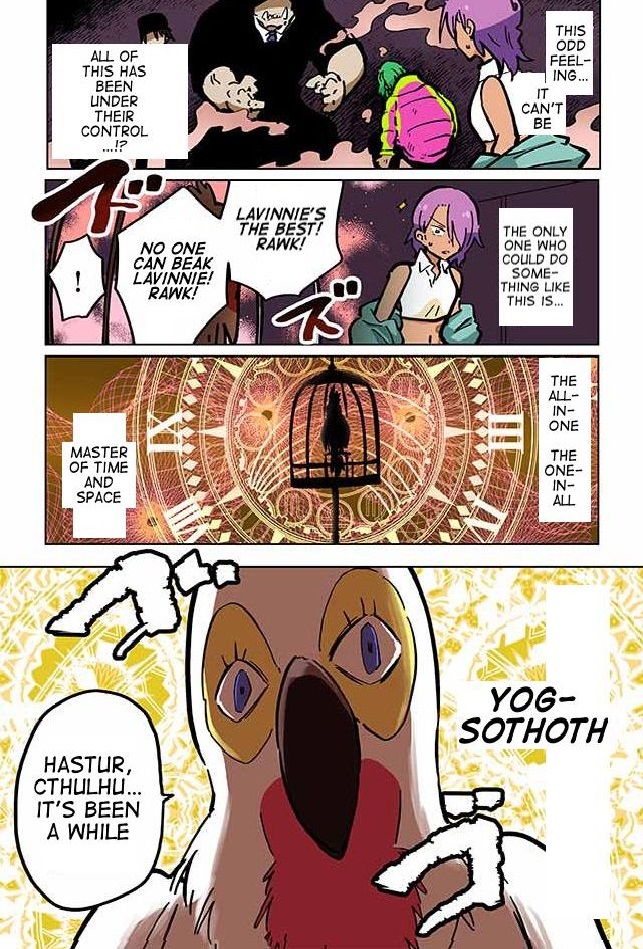 THIS
ODD
FEEL-
ING...
IT
CAN'T
BE
ALL OF
THIS HAS
BEEN
UNDER
THEIR
CONTROL
......!?
THE ONLY
ONE WHO
COULD DO
SOME-
THING LIKE
THIS IS...
ズ
LAVINNIE'S
THE BEST!
RAWK!
NO ONE
CAN BEAK
LAVINNIE!
RAWK!
ズ
!
THE
ALL-
IN-
ONE
THE
ONE-
IN-
ALL
MASTER
OF TIME
AND
SPACE
YOG-
SOTHOTH
HASTUR,
CTHULHU...
IT'S BEEN
A WHILE